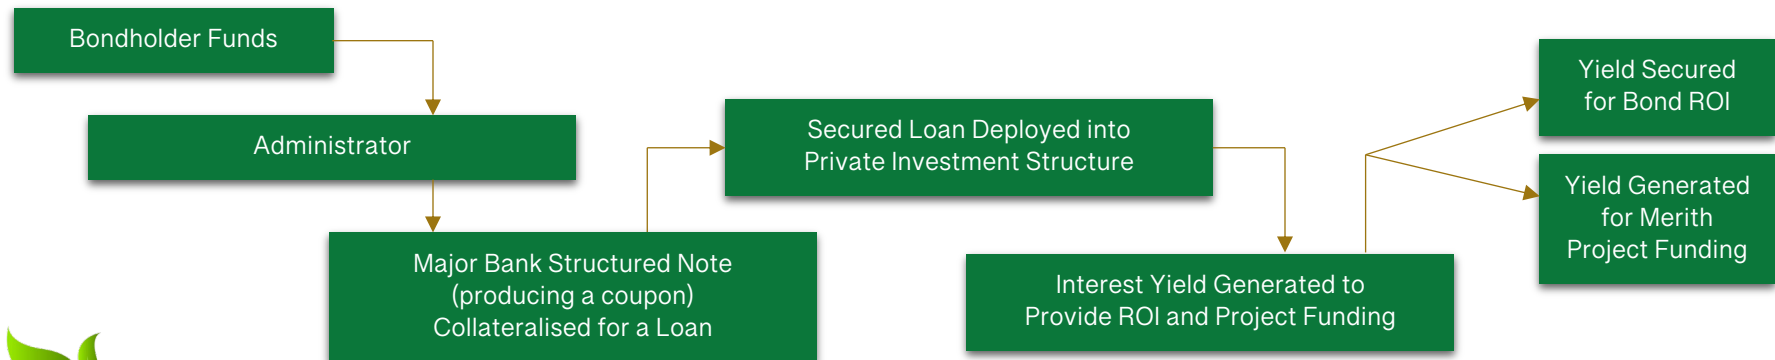 Bondholder Funds
Administrator
Major Bank Structured Note
(producing a coupon)
Collateralised for a Loan
Secured Loan Deployed into
Private Investment Structure
Interest Yield Generated to
Provide ROI and Project Funding
Yield Secured
for Bond ROI
Yield Generated
for Merith
Project Funding